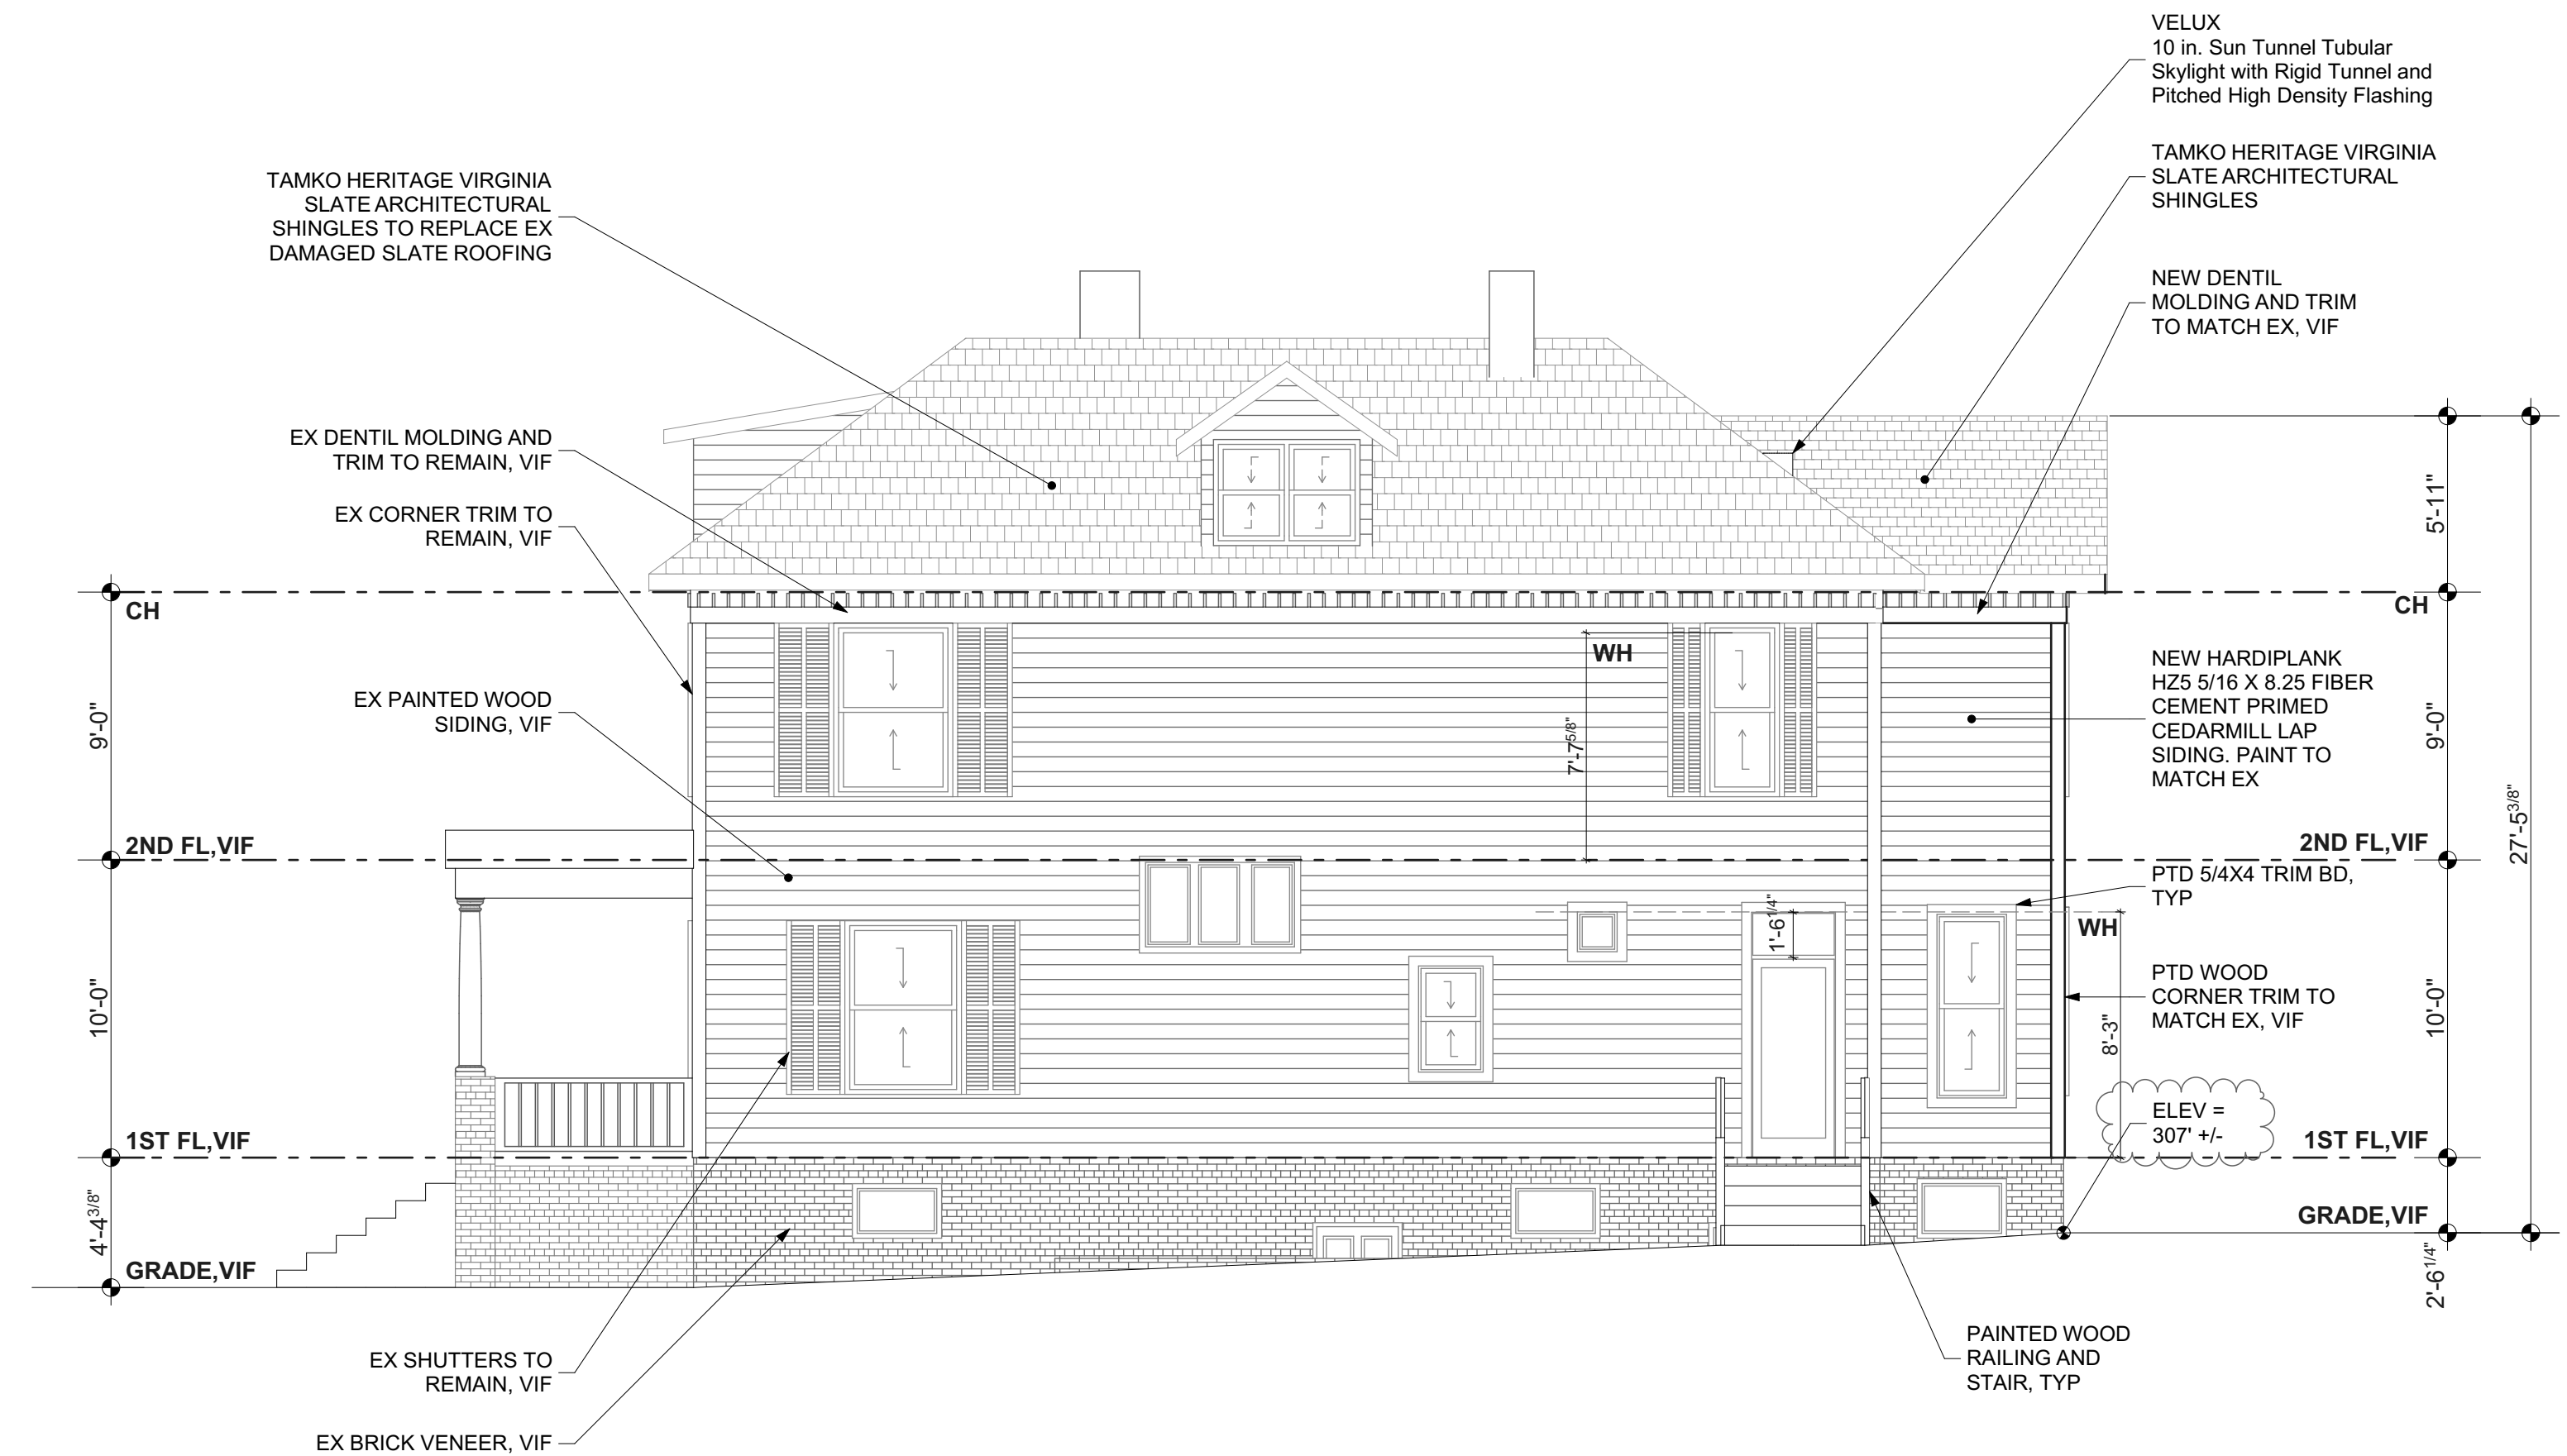 VELUX
10 in. Sun Tunnel Tubular
Skylight with Rigid Tunnel and
Pitched High Density Flashing
TAMKO HERITAGE VIRGINIA
SLATE ARCHITECTURAL
SHINGLES
NEW DENTIL
MOLDING AND TRIM
TO MATCH EX, VIF
TAMKO HERITAGE VIRGINIA
SLATE ARCHITECTURAL
SHINGLES TO REPLACE EX
DAMAGED SLATE ROOFING
EX DENTIL MOLDING AND
TRIM TO REMAIN, VIF
EX CORNER TRIM TO
REMAIN, VIF
5'-11"
CH
CH
WH
EX PAINTED WOOD
SIDING, VIF
NEW HARDIPLANK
HZ5 5/16 X 8.25 FIBER
CEMENT PRIMED
CEDARMILL LAP
SIDING. PAINT TO
MATCH EX
9'-0"
7'-7 5/8"
9'-0"
27'-5 3/8"
2ND FL,VIF
2ND FL,VIF
PTD 5/4X4 TRIM BD,
TYP
1'-6 1/4"
WH
PTD WOOD
CORNER TRIM TO
MATCH EX, VIF
10'-0"
8'-3"
10'-0"
ELEV =
307' +/-
1ST FL,VIF
1ST FL,VIF
4'-4 3/8"
GRADE,VIF
GRADE,VIF
2'-6 1/4"
EX SHUTTERS TO
REMAIN, VIF
PAINTED WOOD
RAILING AND
STAIR, TYP
EX BRICK VENEER, VIF